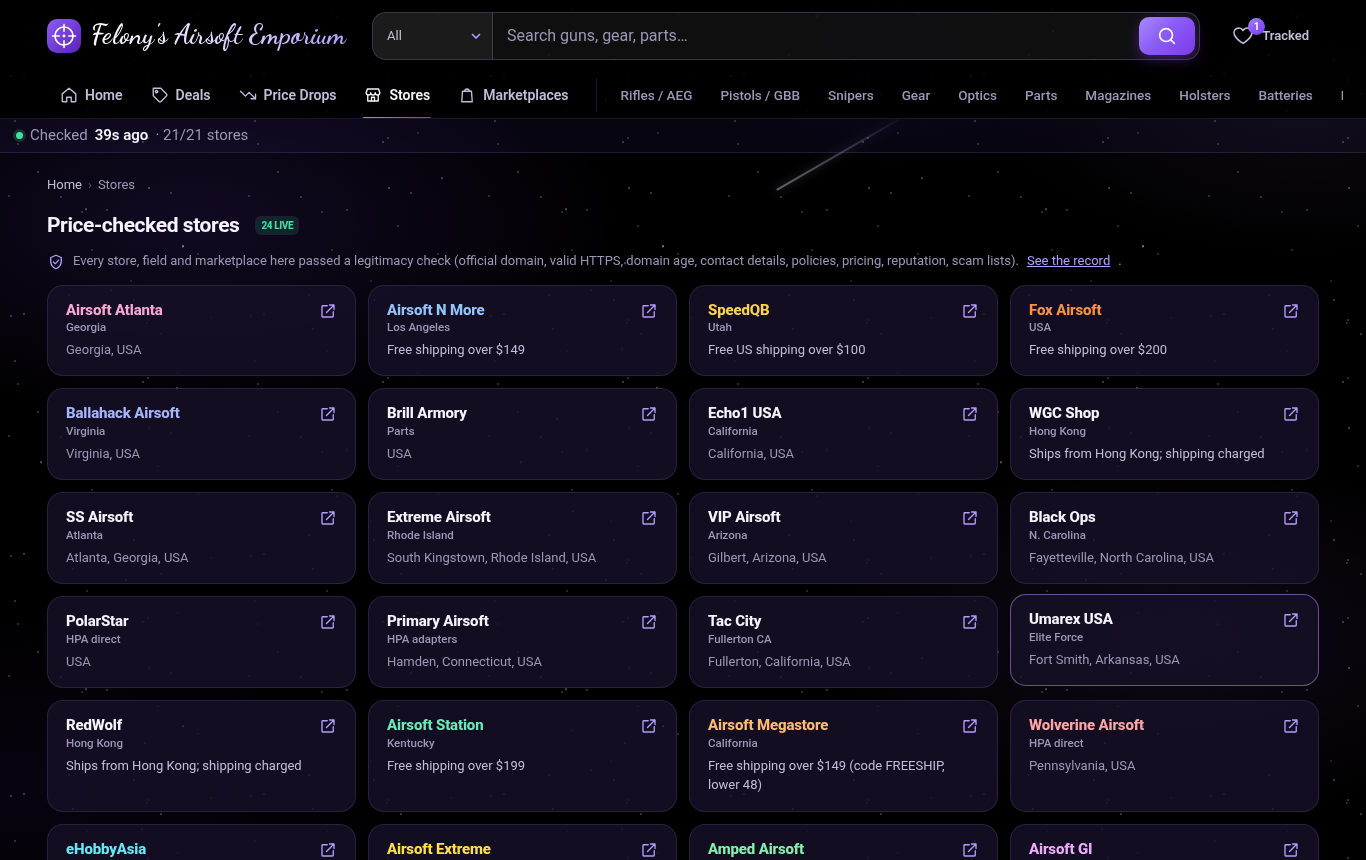 Felony's Airsoft Emporium
All
Search guns, gear, parts…
1
Tracked
Home
Deals
Price Drops
Stores
Marketplaces
Rifles / AEG
Pistols / GBB
Snipers
Gear
Optics
Parts
Magazines
Holsters
Batteries
Checked 39s ago · 21/21 stores
Home › Stores
Price-checked stores
24 LIVE
Every store, field and marketplace here passed a legitimacy check (official domain, valid HTTPS, domain age, contact details, policies, pricing, reputation, scam lists). See the record .
Airsoft Atlanta
Georgia
Georgia, USA
Airsoft N More
Los Angeles
Free shipping over $149
SpeedQB
Utah
Free US shipping over $100
Fox Airsoft
USA
Free shipping over $200
Ballahack Airsoft
Virginia
Virginia, USA
Brill Armory
Parts
USA
Echo1 USA
California
California, USA
WGC Shop
Hong Kong
Ships from Hong Kong; shipping charged
SS Airsoft
Atlanta
Atlanta, Georgia, USA
Extreme Airsoft
Rhode Island
South Kingstown, Rhode Island, USA
VIP Airsoft
Arizona
Gilbert, Arizona, USA
Black Ops
N. Carolina
Fayetteville, North Carolina, USA
PolarStar
HPA direct
USA
Primary Airsoft
HPA adapters
Hamden, Connecticut, USA
Tac City
Fullerton CA
Fullerton, California, USA
Umarex USA
Elite Force
Fort Smith, Arkansas, USA
RedWolf
Hong Kong
Ships from Hong Kong; shipping charged
Airsoft Station
Kentucky
Free shipping over $199
Airsoft Megastore
California
Free shipping over $149 (code FREESHIP,
lower 48)
Wolverine Airsoft
HPA direct
Pennsylvania, USA
eHobbyAsia
Airsoft Extreme
Amped Airsoft
Airsoft GI